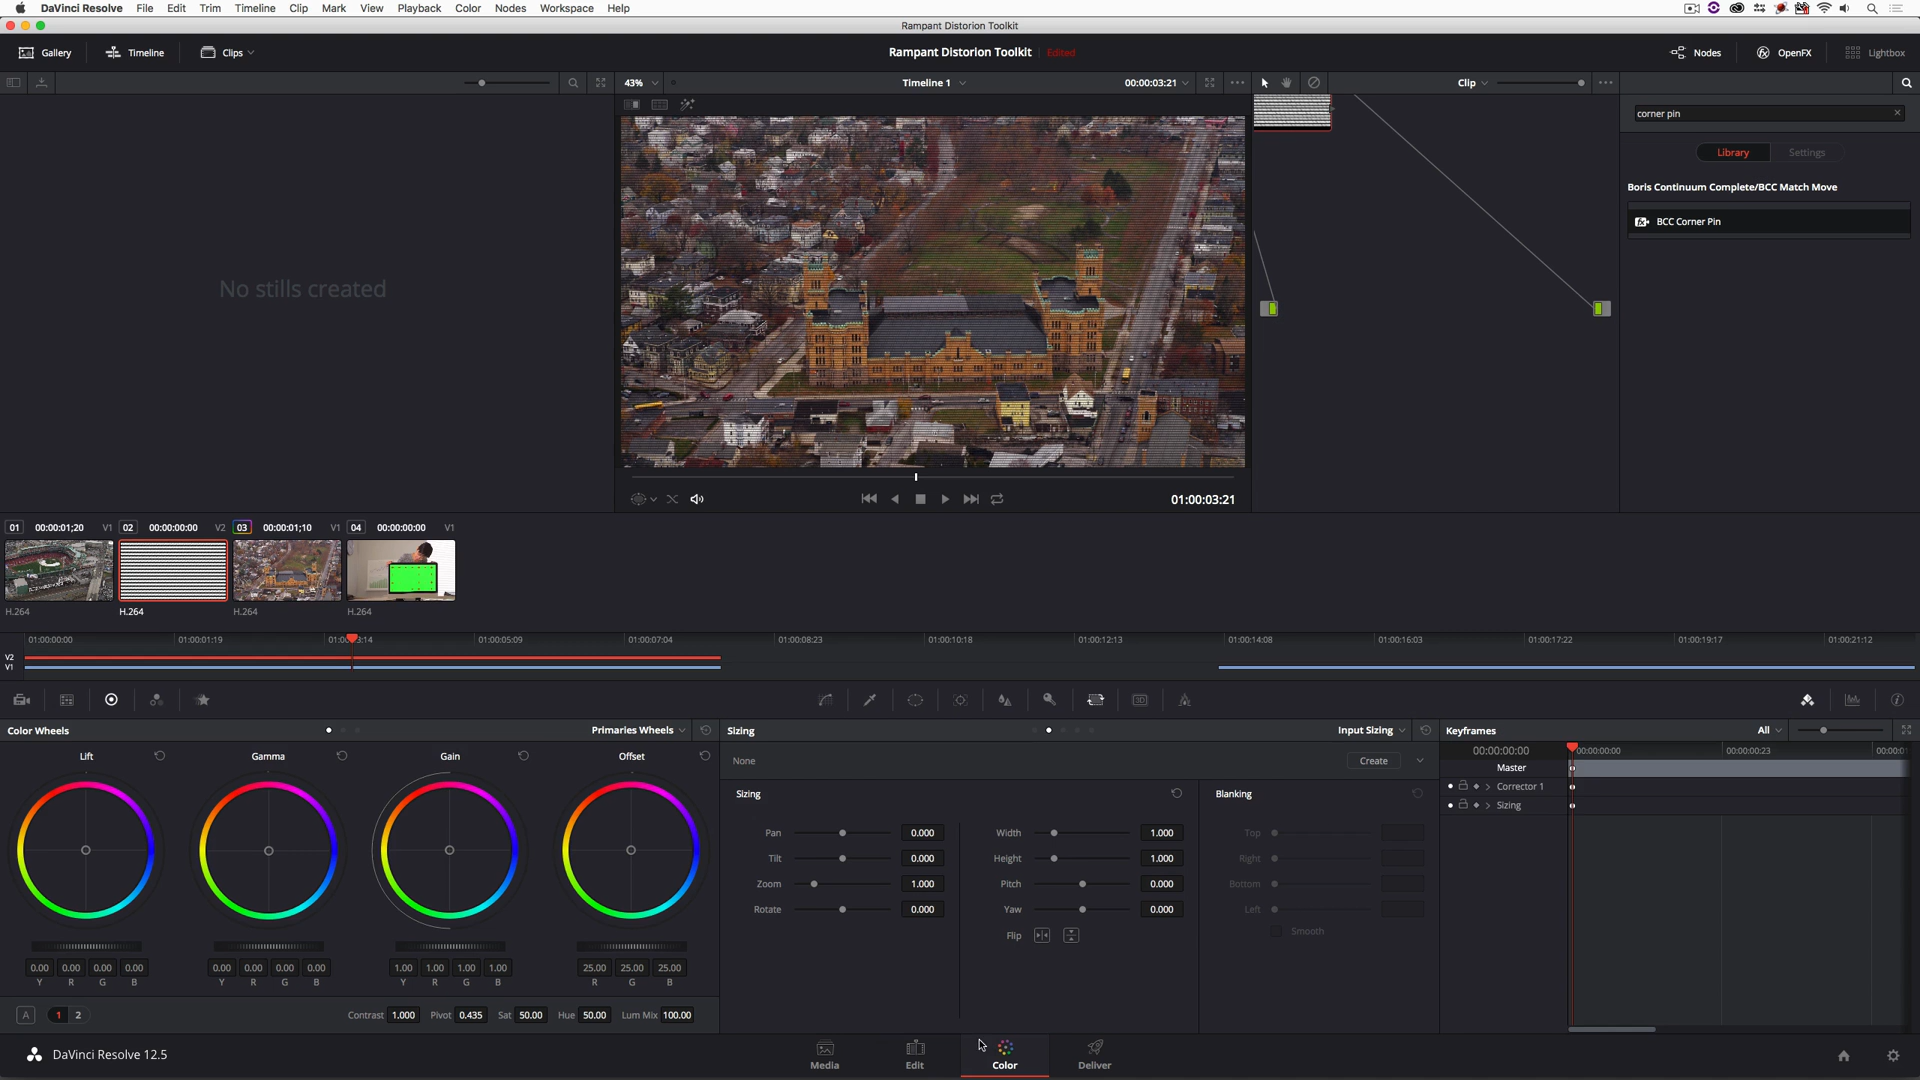 DaVinci Resolve File Edit Trim Timeline Clip Mark View Playback Color Nodes Workspace Help
Rampant Distorion Toolkit
Gallery Timeline Clips Rampant Distorion Toolkit Edited Nodes OpenFX Lightbox
43% Timeline 1 00:00:03:21 Clip
corner pin
Library Settings
Boris Continuum Complete/BCC Match Move
BCC Corner Pin
No stills created
01:00:03:21
01 00:00:01;20 V1 02 00:00:00:00 V2 03 00:00:01;10 V1 04 00:00:00:00 V1
H.264 H.264 H.264 H.264
01:00:00:00 01:00:01:19 01:00:03:14 01:00:05:09 01:00:07:04 01:00:08:23 01:00:10:18 01:00:12:13 01:00:14:08 01:00:16:03 01:00:17:22 01:00:19:17 01:00:21:12
V2
V1
Color Wheels Primaries Wheels Sizing Input Sizing Keyframes All
Lift Gamma Gain Offset
None Create
00:00:00:00 00:00:00:00 00:00:00:23
Master
Corrector 1
Sizing
Sizing Blanking
Pan 0.000 Width 1.000 Top
Tilt 0.000 Height 1.000 Right
Zoom 1.000 Pitch 0.000 Bottom
Rotate 0.000 Yaw 0.000 Left
Flip Smooth
0.00 0.00 0.00 0.00 0.00 0.00 0.00 0.00 1.00 1.00 1.00 1.00 25.00 25.00 25.00
Y R G B Y R G B Y R G B R G B
A 1 2 Contrast 1.000 Pivot 0.435 Sat 50.00 Hue 50.00 Lum Mix 100.00
DaVinci Resolve 12.5 Media Edit Color Deliver